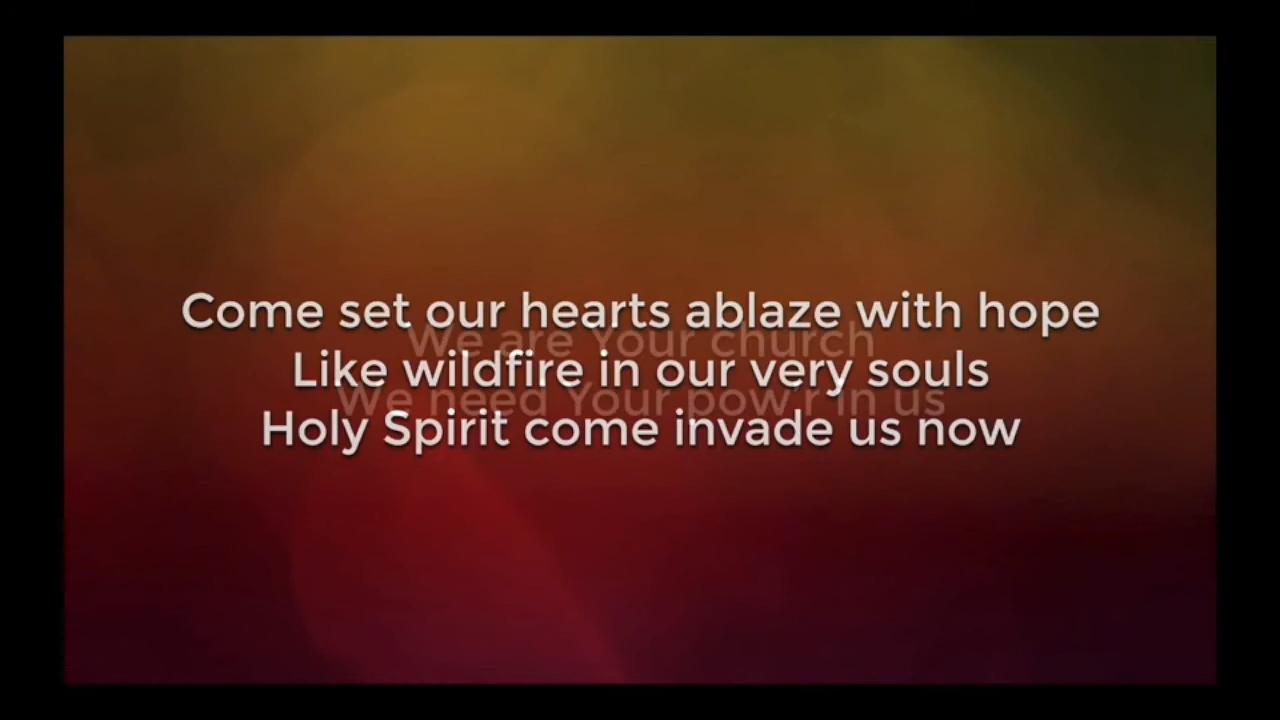 Come set our hearts ablaze with hope
We are Your church
Like wildfire in our very souls
We need Your pow'r in us
Holy Spirit come invade us now